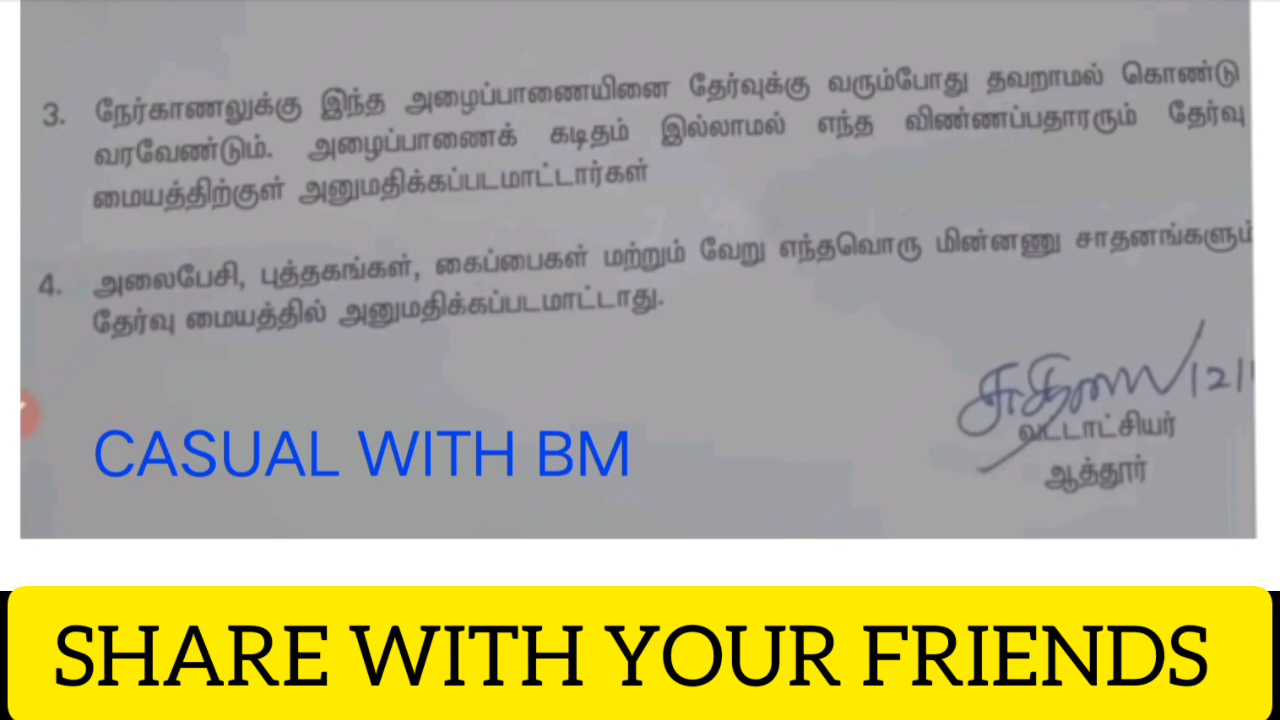 3. நேர்காணலுக்கு இந்த அழைப்பாணையினை தேர்வுக்கு வரும்போது தவறாமல் கொண்டு
வரவேண்டும். அழைப்பாணைக் கடிதம் இல்லாமல் எந்த விண்ணப்பதாரரும் தேர்வு
மையத்திற்குள் அனுமதிக்கப்படமாட்டார்கள்
4. அலைபேசி, புத்தகங்கள், கைப்பைகள் மற்றும் வேறு எந்தவொரு மின்னணு சாதனங்களும்
தேர்வு மையத்தில் அனுமதிக்கப்படமாட்டாது.
வட்டாட்சியர்
ஆத்தூர்
CASUAL WITH BM
SHARE WITH YOUR FRIENDS